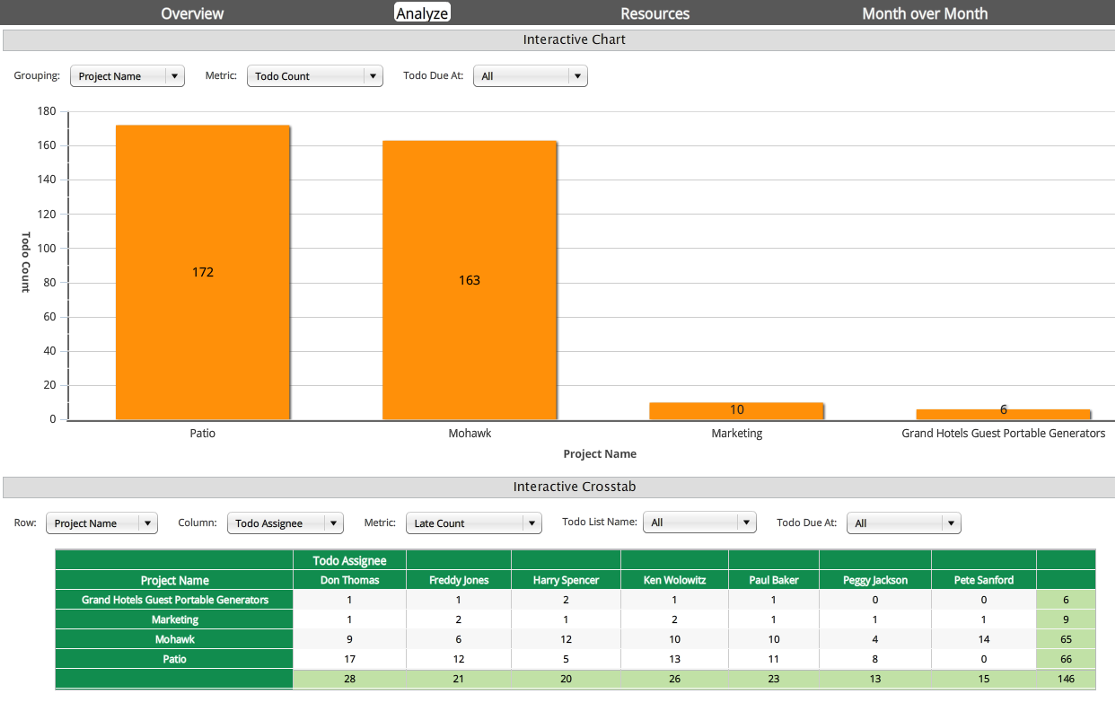 Overview Analyze Resources Month over Month
Interactive Chart
Grouping: Project Name Metric: Todo Count Todo Due At: All
180
160
140
120
100
80
60
40
20
0
Todo Count
172
163
10
6
Patio Mohawk Marketing Grand Hotels Guest Portable Generators
Project Name
Interactive Crosstab
Row: Project Name Column: Todo Assignee Metric: Late Count Todo List Name: All Todo Due At: All
Todo Assignee
Project Name Don Thomas Freddy Jones Harry Spencer Ken Wolowitz Paul Baker Peggy Jackson Pete Sanford
Grand Hotels Guest Portable Generators 1 1 2 1 1 0 0 6
Marketing 1 2 1 2 1 1 1 9
Mohawk 9 6 12 10 10 4 14 65
Patio 17 12 5 13 11 8 0 66
28 21 20 26 23 13 15 146